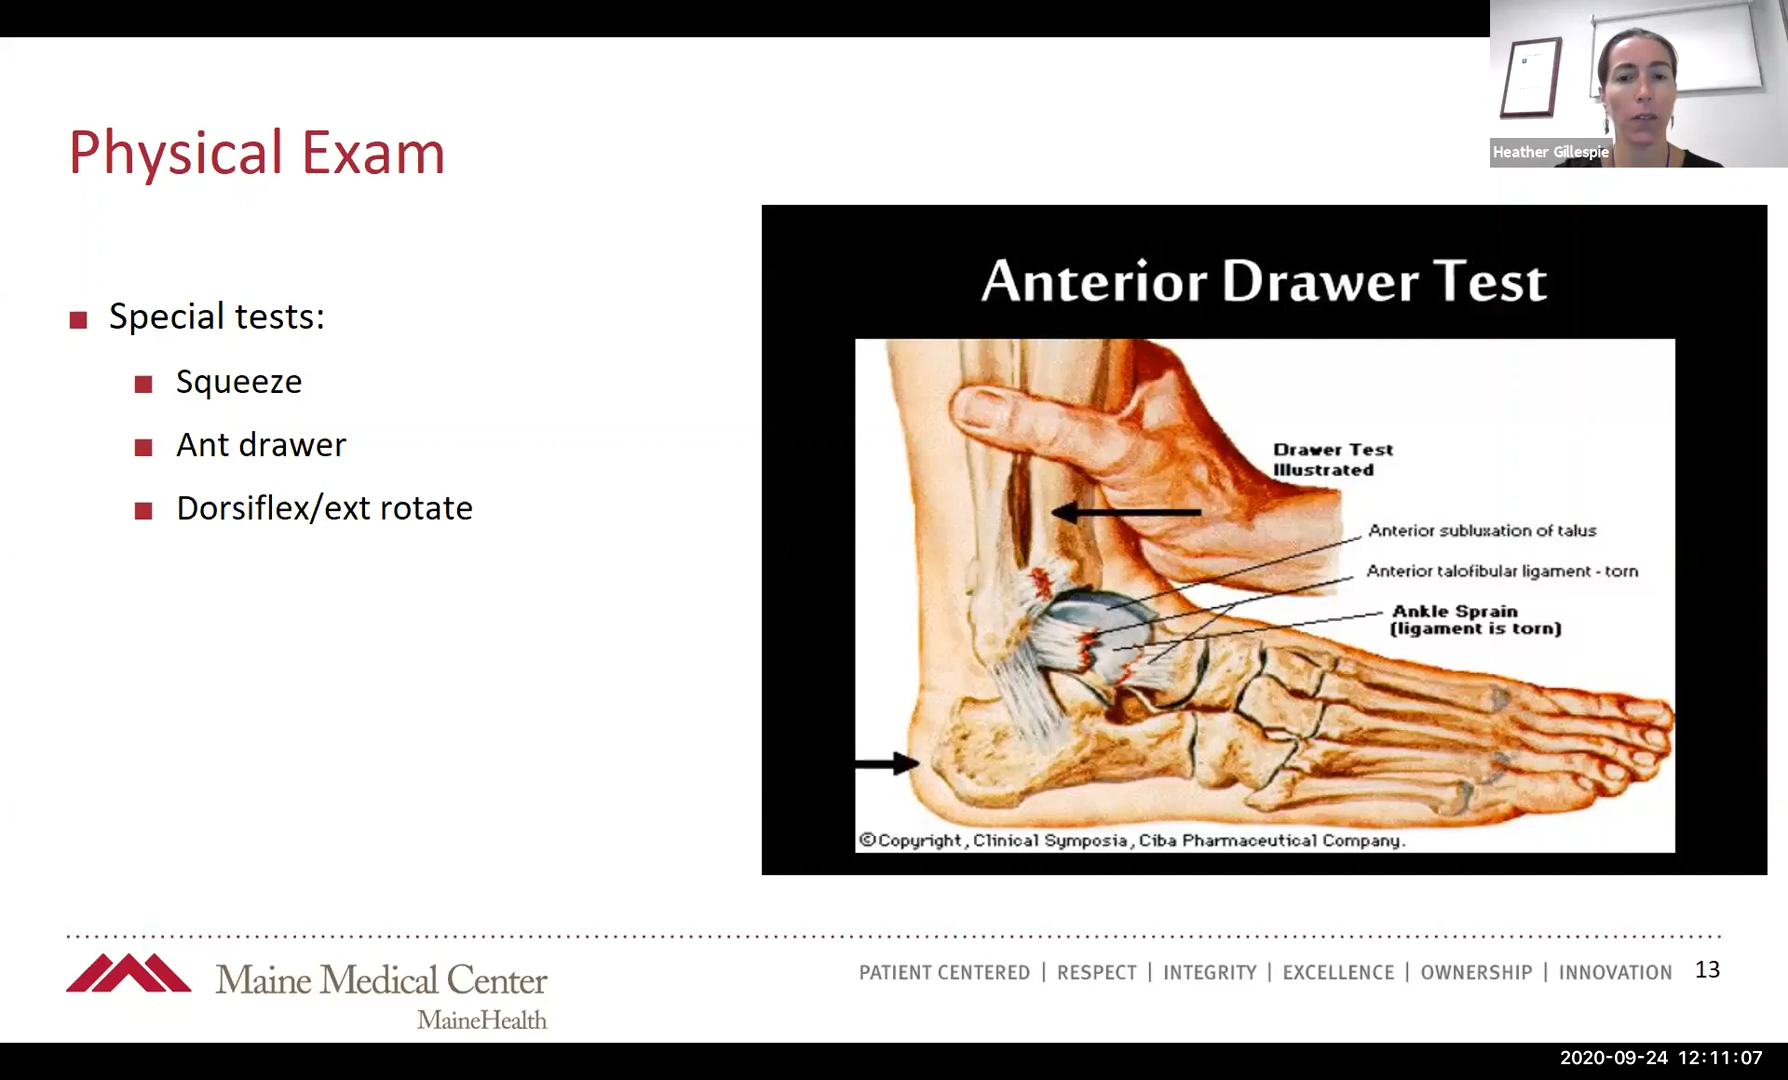 Heather Gillespie
Physical Exam
Special tests:
Squeeze
Ant drawer
Dorsiflex/ext rotate
Anterior Drawer Test
Drawer Test
Illustrated
Anterior subluxation of talus
Anterior talofibular ligament - torn
Ankle Sprain
(ligament is torn)
©Copyright, Clinical Symposia, Ciba Pharmaceutical Company.
Maine Medical Center
MaineHealth
PATIENT CENTERED | RESPECT | INTEGRITY | EXCELLENCE | OWNERSHIP | INNOVATION 13
2020-09-24 12:11:07